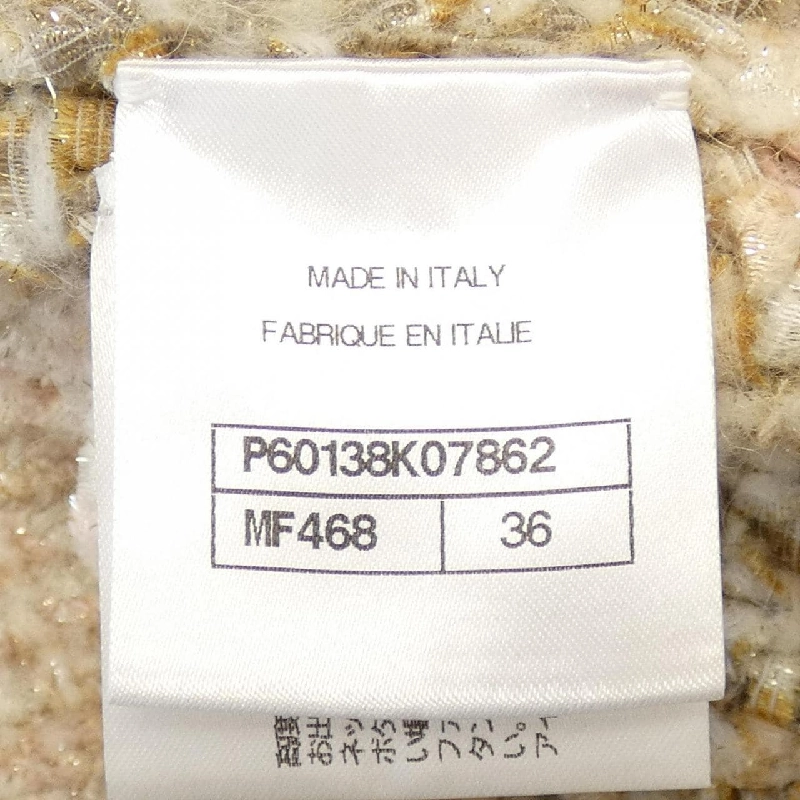 MADE IN ITALY
FABRIQUE EN ITALIE
P60138K07862
MF468 36